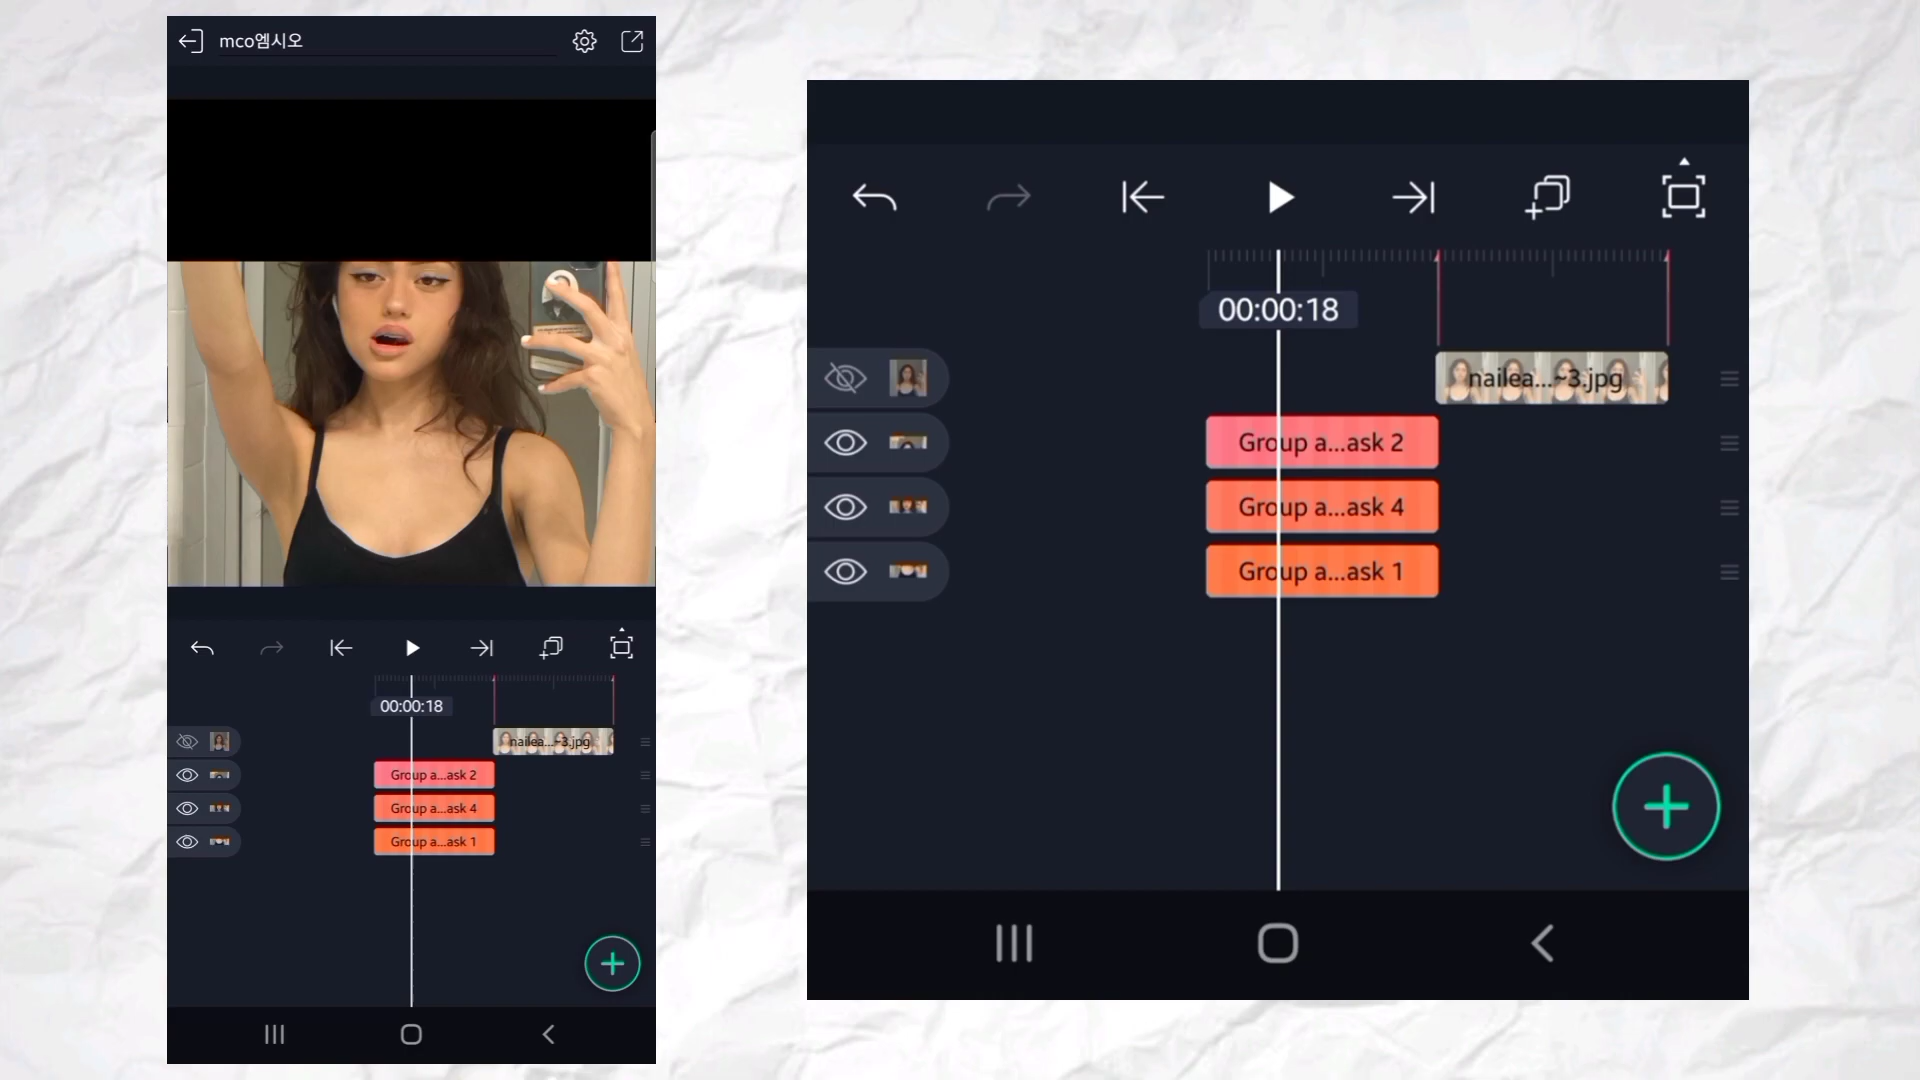 mco엠시오
00:00:18
nailea...~3.jpg
Group a...ask 2
Group a...ask 4
Group a...ask 1
00:00:18
nailea...~3.jpg
Group a...ask 2
Group a...ask 4
Group a...ask 1